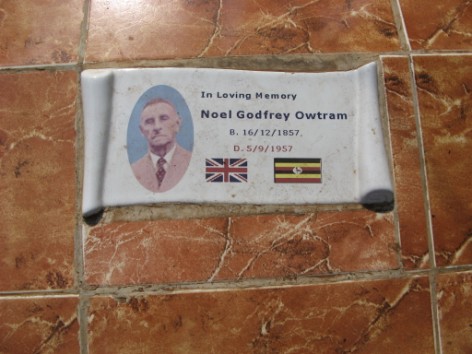 In Loving Memory
Noel Godfrey Owtram
B. 16/12/1857.
D. 5/9/1957